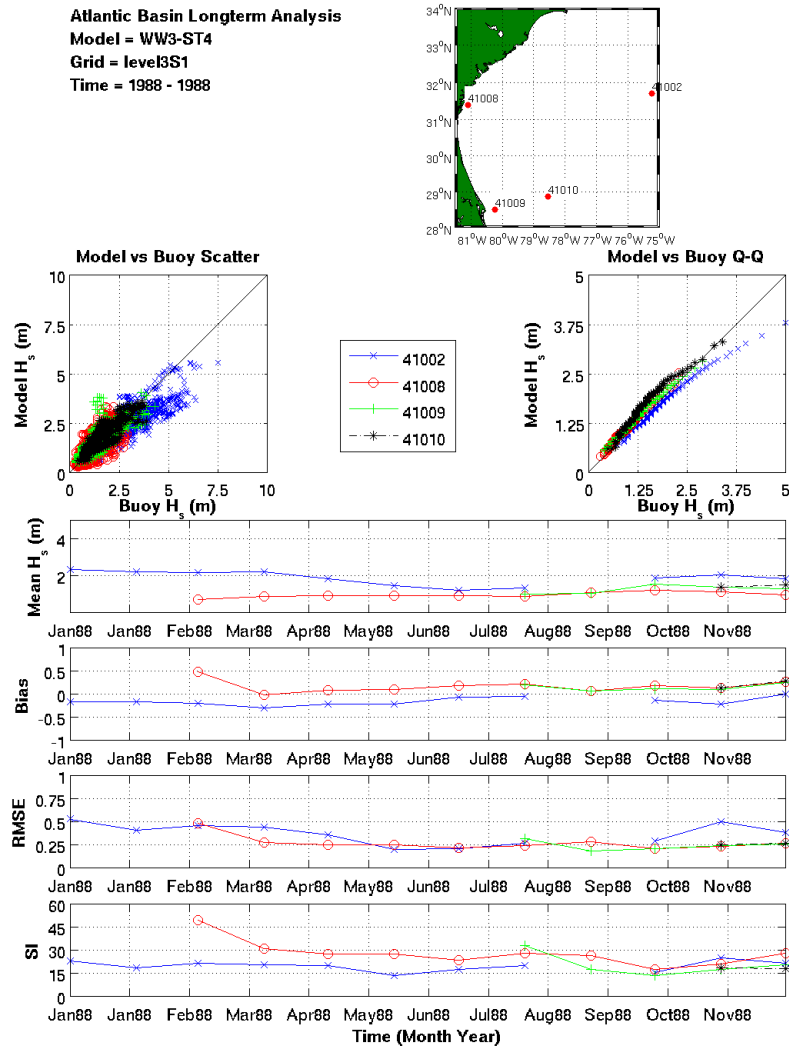 Atlantic Basin Longterm Analysis
Model = WW3-ST4
Grid = level3S1
Time = 1988 - 1988
34°N
33°N
32°N
31°N
30°N
29°N
28°N
81°W 80°W 79°W 78°W 77°W 76°W 75°W
41008
41002
41009
41010
Model vs Buoy Scatter
Model Hs (m)
10
7.5
5
2.5
0
0 2.5 5 7.5 10
Buoy Hs (m)
41002
41008
41009
41010
Model vs Buoy Q-Q
Model Hs (m)
5
3.75
2.5
1.25
0
0 1.25 2.5 3.75 5
Buoy Hs (m)
Mean Hs (m)
4
2
Jan88 Jan88 Feb88 Mar88 Apr88 May88 Jun88 Jul88 Aug88 Sep88 Oct88 Nov88
Bias
1
0.5
0
-0.5
-1
Jan88 Jan88 Feb88 Mar88 Apr88 May88 Jun88 Jul88 Aug88 Sep88 Oct88 Nov88
RMSE
1
0.75
0.5
0.25
0
Jan88 Jan88 Feb88 Mar88 Apr88 May88 Jun88 Jul88 Aug88 Sep88 Oct88 Nov88
SI
60
45
30
15
0
Jan88 Jan88 Feb88 Mar88 Apr88 May88 Jun88 Jul88 Aug88 Sep88 Oct88 Nov88
Time (Month Year)